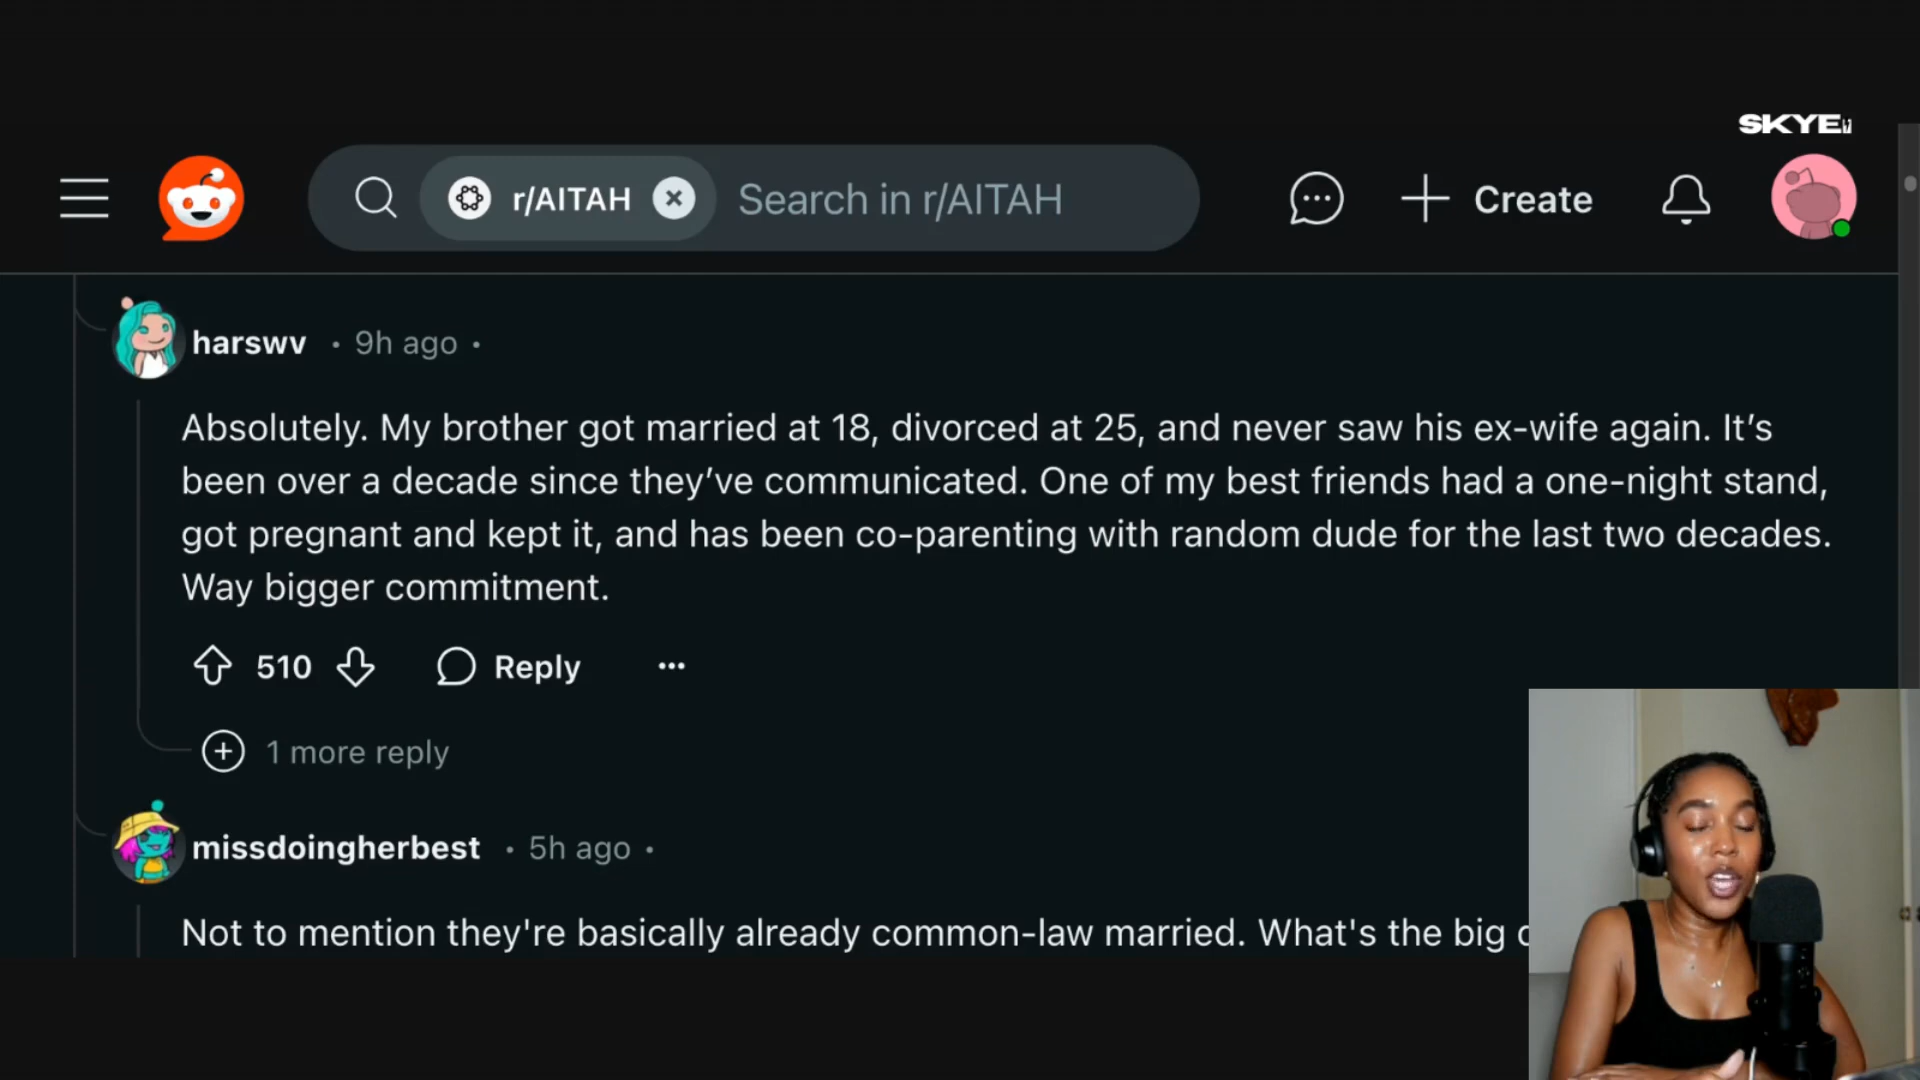 SKYE
r/AITAH
Search in r/AITAH
Create
harswv • 9h ago •
Absolutely. My brother got married at 18, divorced at 25, and never saw his ex-wife again. It’s
been over a decade since they’ve communicated. One of my best friends had a one-night stand,
got pregnant and kept it, and has been co-parenting with random dude for the last two decades.
Way bigger commitment.
510
Reply
1 more reply
missdoingherbest • 5h ago •
Not to mention they're basically already common-law married. What's the big